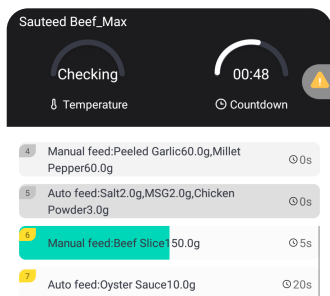 Sauteed Beef_Max
Checking
00:48
Temperature
Countdown
4
Manual feed:Peeled Garlic60.0g,Millet
Pepper60.0g
0s
5
Auto feed:Salt2.0g,MSG2.0g,Chicken
Powder3.0g
0s
6
Manual feed:Beef Slice150.0g
5s
7
Auto feed:Oyster Sauce10.0g
20s